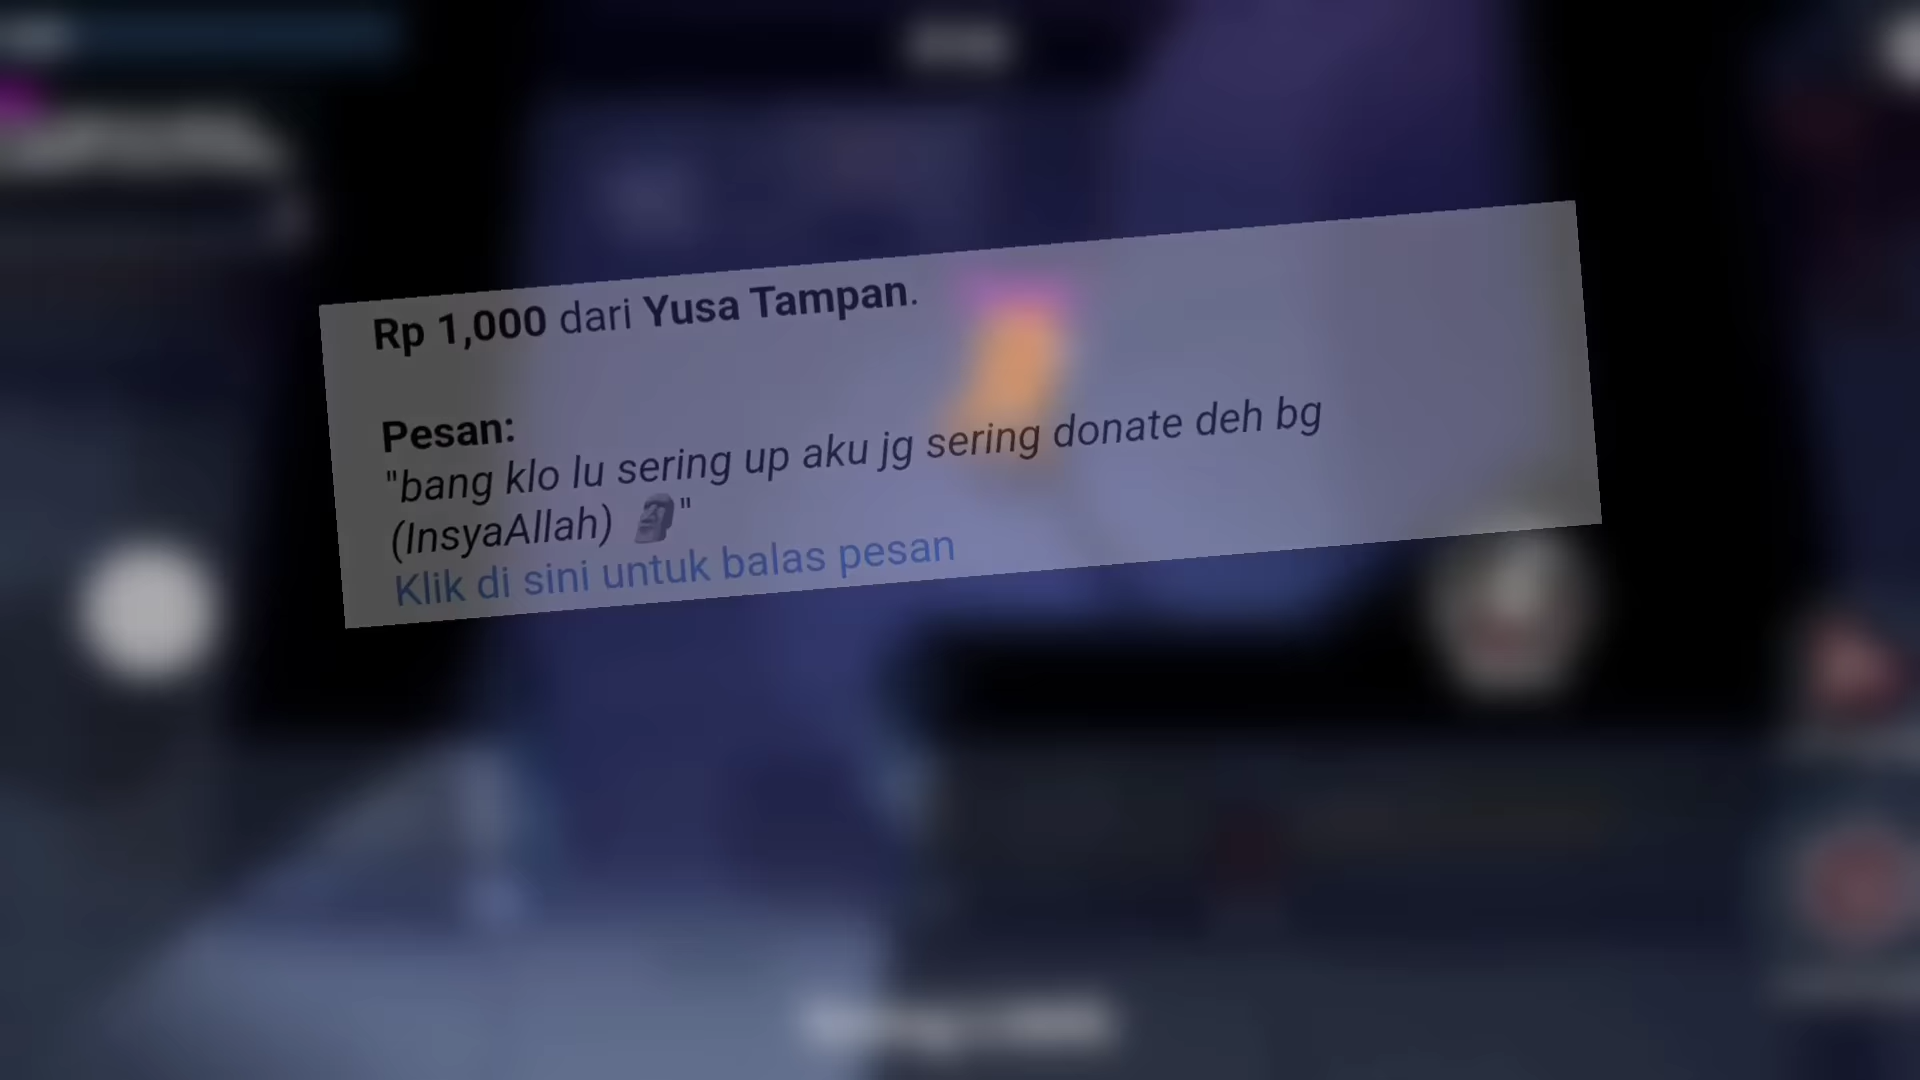 Rp 1,000 dari Yusa Tampan.
Pesan:
"bang klo lu sering up aku jg sering donate deh bg
(InsyaAllah) 🗿"
Klik di sini untuk balas pesan